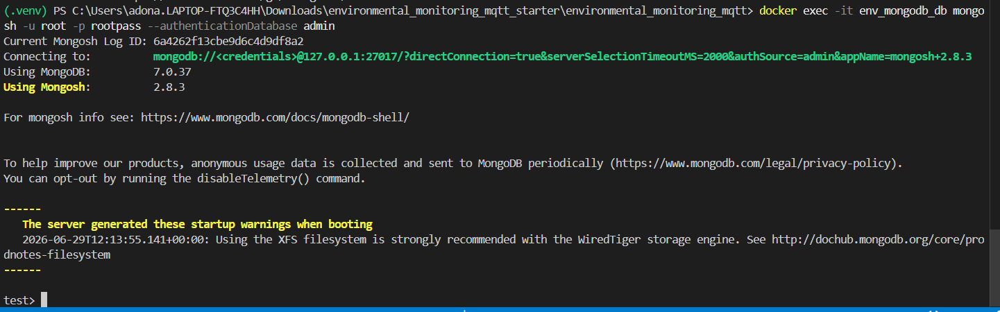 (.venv) PS C:\Users\adona.LAPTOP-FTQ3C4HH\Downloads\environmental_monitoring_mqtt_starter\environmental_monitoring_mqtt> docker exec -it env_mongodb_db mongo
sh -u root -p rootpass --authenticationDatabase admin
Current Mongosh Log ID: 6a4262f13cbe9d6c4d9df8a2
Connecting to:          mongodb://<credentials>@127.0.0.1:27017/?directConnection=true&serverSelectionTimeoutMS=2000&authSource=admin&appName=mongosh+2.8.3
Using MongoDB:          7.0.37
Using Mongosh:          2.8.3
For mongosh info see: https://www.mongodb.com/docs/mongodb-shell/
To help improve our products, anonymous usage data is collected and sent to MongoDB periodically (https://www.mongodb.com/legal/privacy-policy).
You can opt-out by running the disableTelemetry() command.
------
   The server generated these startup warnings when booting
   2026-06-29T12:13:55.141+00:00: Using the XFS filesystem is strongly recommended with the WiredTiger storage engine. See http://dochub.mongodb.org/core/pro
dnotes-filesystem
------
test>